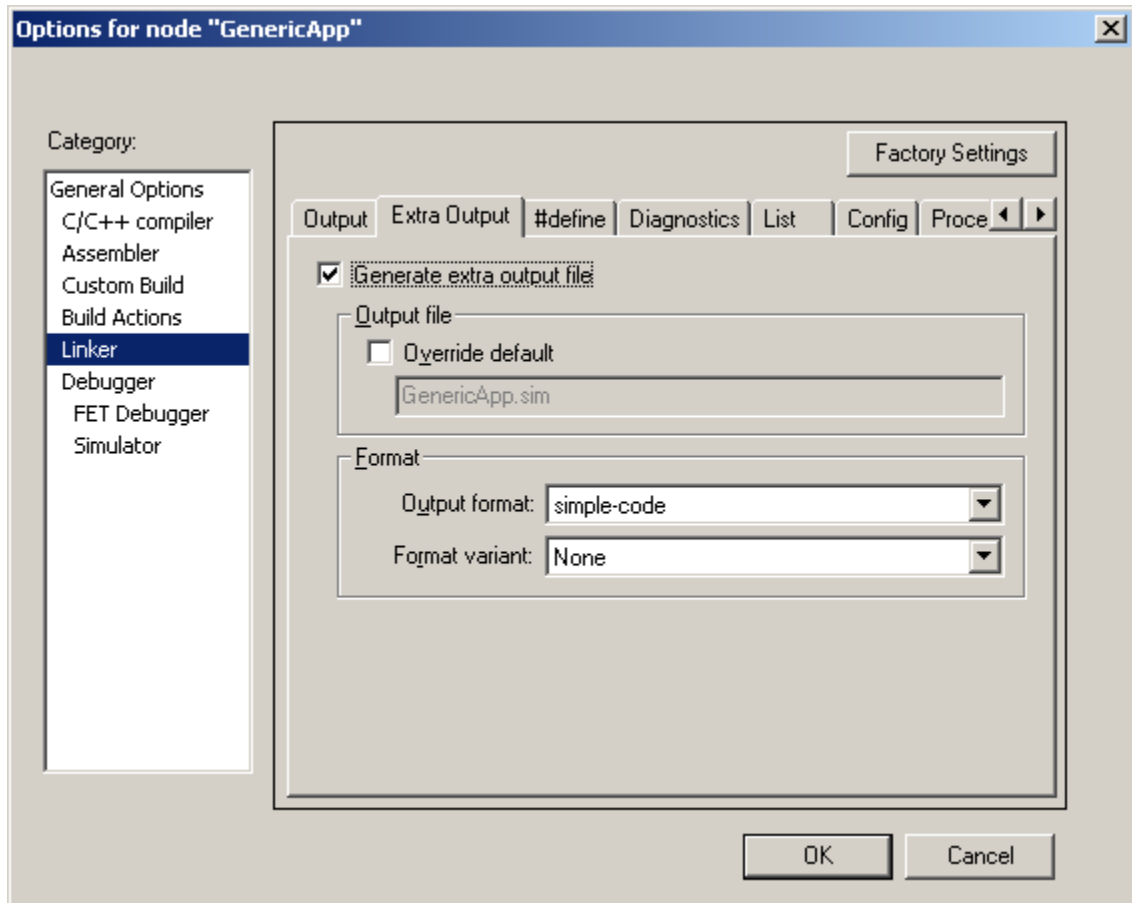 Options for node "GenericApp"
Category:
General Options
C/C++ compiler
Assembler
Custom Build
Build Actions
Linker
Debugger
FET Debugger
Simulator
Factory Settings
Output Extra Output #define Diagnostics List Config Proce
Generate extra output file
Output file
Override default
GenericApp.sim
Format
Output format: simple-code
Format variant: None
OK Cancel